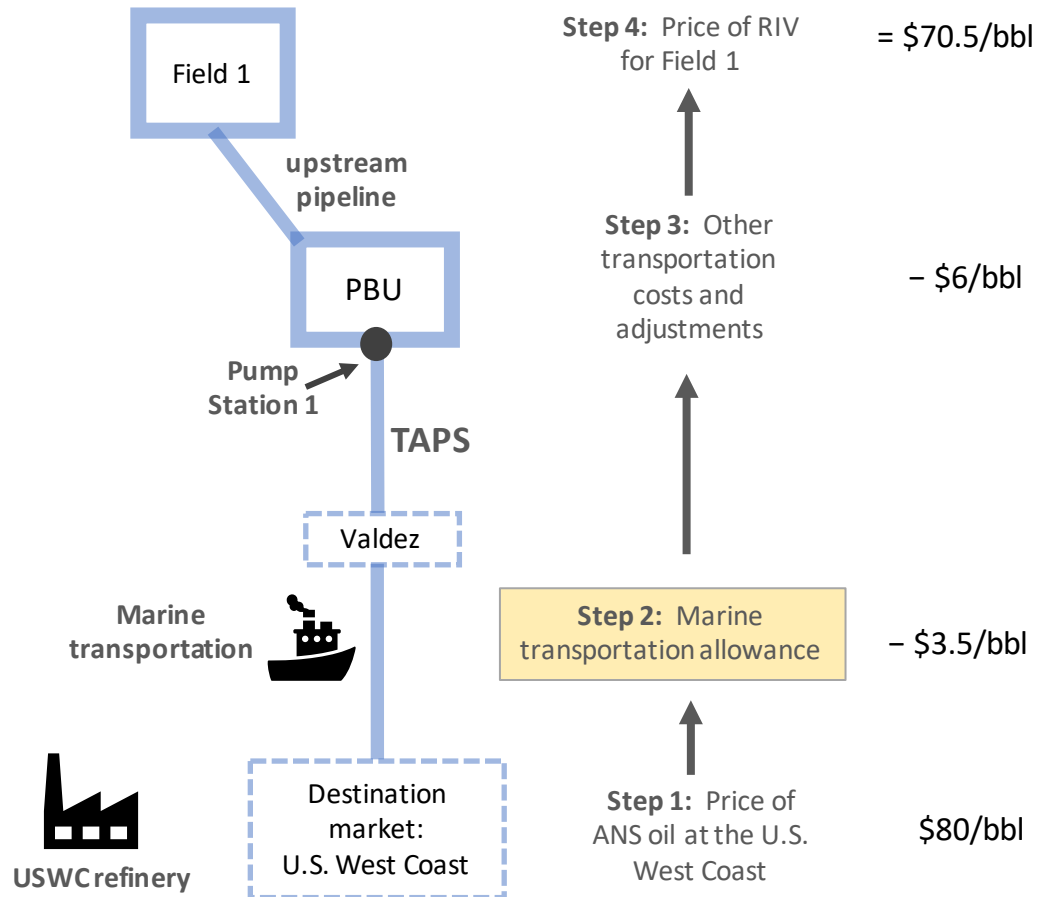 Field 1
upstream
pipeline
PBU
Pump
Station 1
TAPS
Valdez
Marine
transportation
Destination
market:
U.S. West Coast
USWC refinery
Step 4: Price of RIV
for Field 1
= $70.5/bbl
Step 3: Other
transportation
costs and
adjustments
− $6/bbl
Step 2: Marine
transportation allowance
− $3.5/bbl
Step 1: Price of
ANS oil at the U.S.
West Coast
$80/bbl